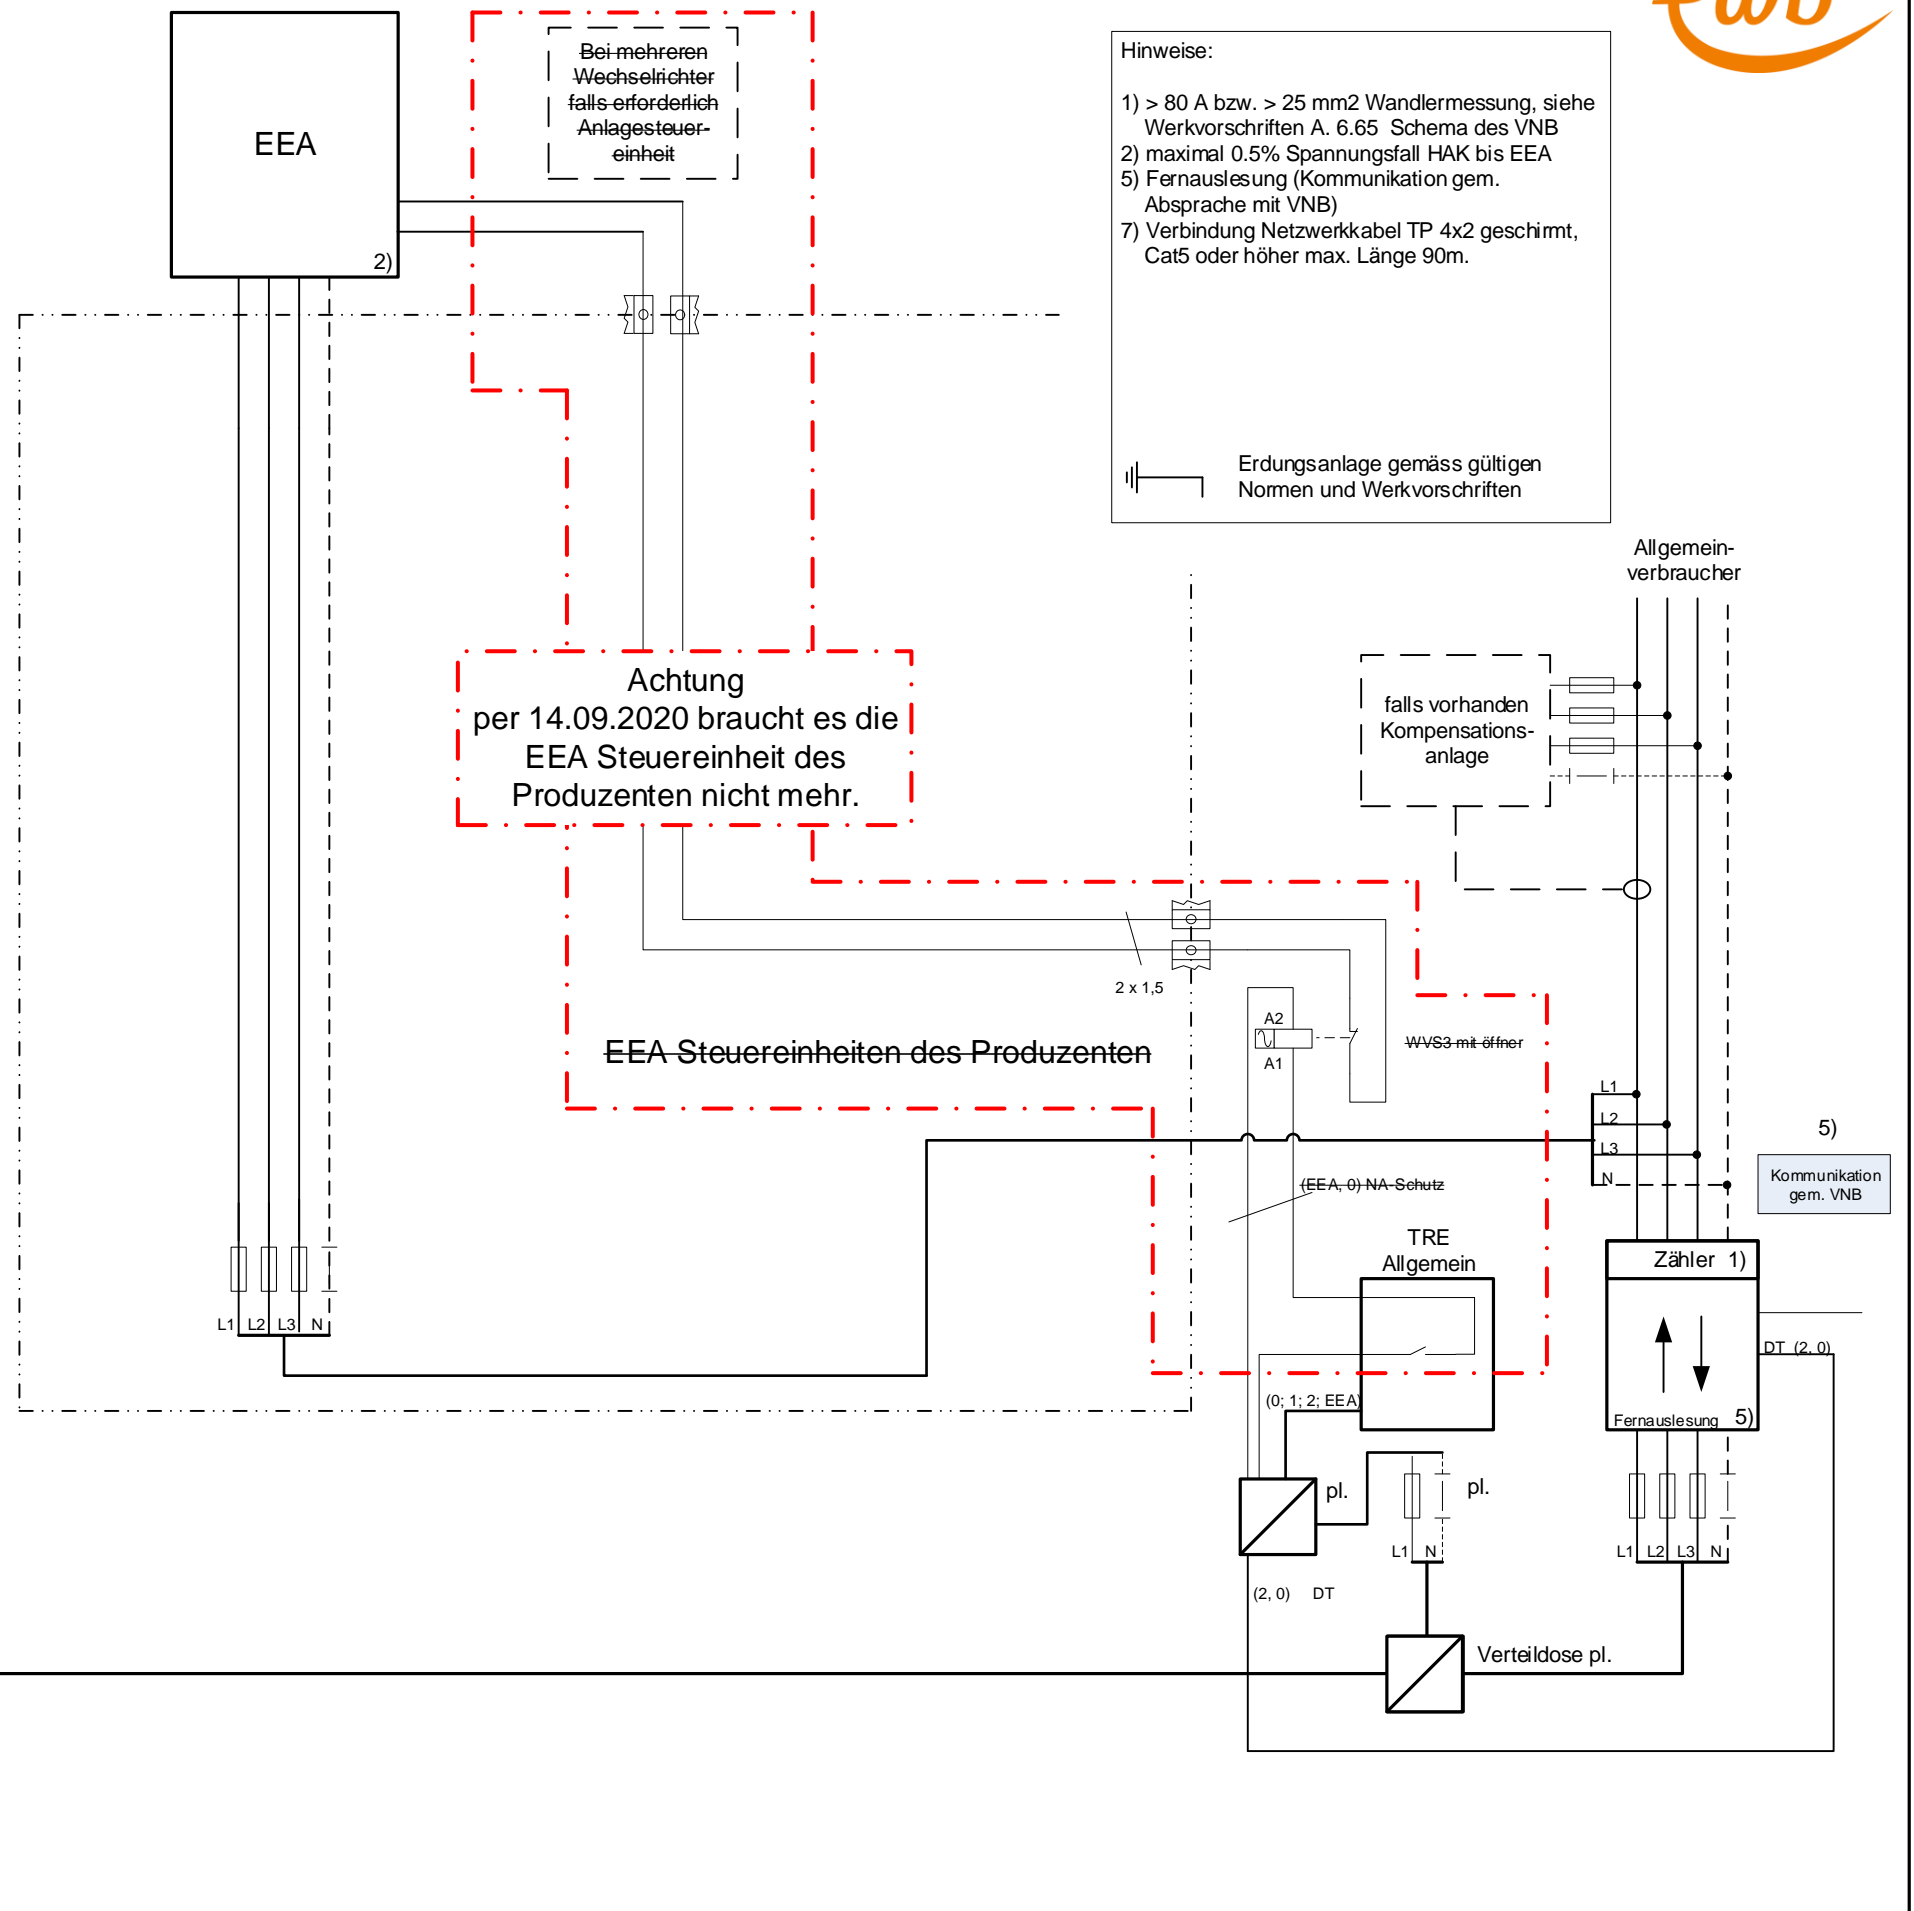 ewb
Bei mehreren
Wechselrichter
falls erforderlich
Anlagesteuer-
einheit
EEA
2)
Hinweise:
1) > 80 A bzw. > 25 mm2 Wandlermessung, siehe
Werkvorschriften A. 6.65 Schema des VNB
2) maximal 0.5% Spannungsfall HAK bis EEA
5) Fernauslesung (Kommunikation gem.
Absprache mit VNB)
7) Verbindung Netzwerkkabel TP 4x2 geschirmt,
Cat5 oder höher max. Länge 90m.
Erdungsanlage gemäss gültigen
Normen und Werkvorschriften
Allgemein-
verbraucher
Achtung
per 14.09.2020 braucht es die
EEA Steuereinheit des
Produzenten nicht mehr.
falls vorhanden
Kompensations-
anlage
2 x 1,5
A2
A1
WVS3 mit öffner
EEA Steuereinheiten des Produzenten
L1
L2
L3
N
5)
Kommunikation
gem. VNB
(EEA, 0) NA-Schutz
TRE
Allgemein
Zähler 1)
L1 L2 L3 N
DT (2, 0)
(0; 1; 2; EEA)
Fernauslesung 5)
pl.
pl.
L1 N
L1 L2 L3 N
(2, 0) DT
Verteildose pl.